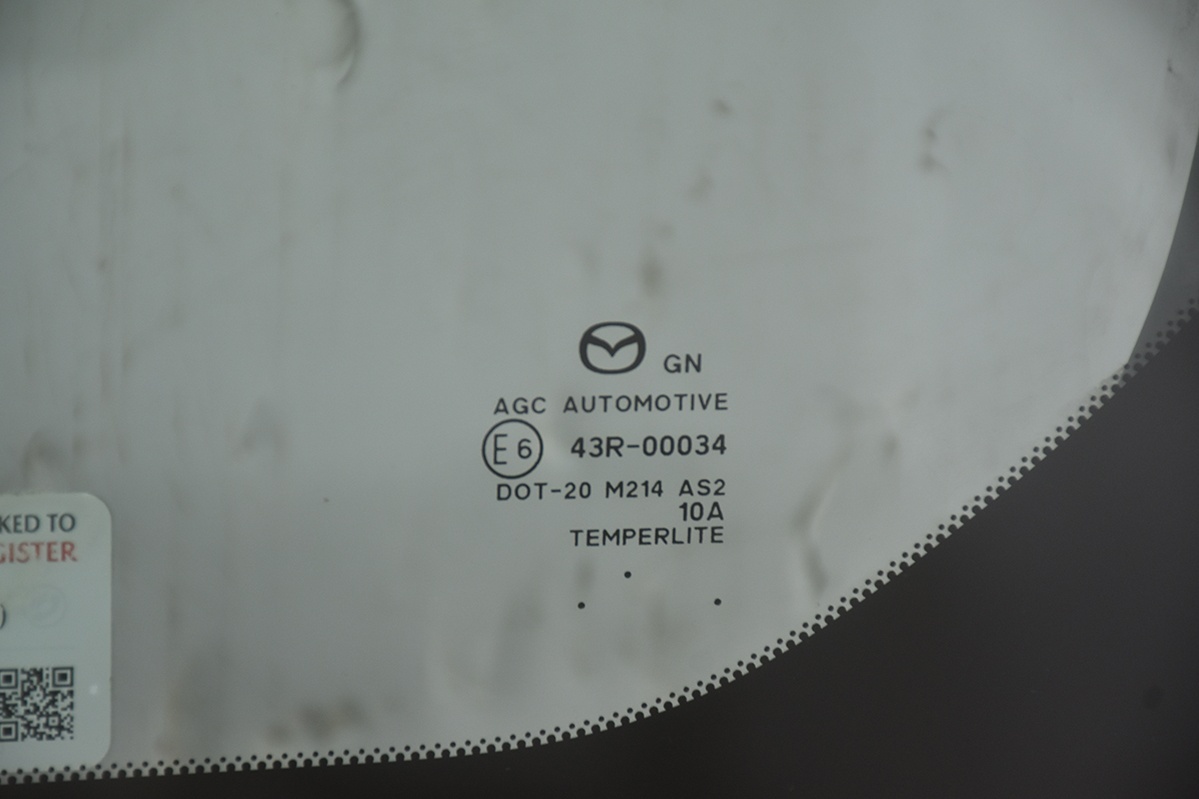 GN
AGC AUTOMOTIVE
E6 43R-00034
DOT-20 M214 AS2
10A
TEMPERLITE
KED TO
GISTER
)